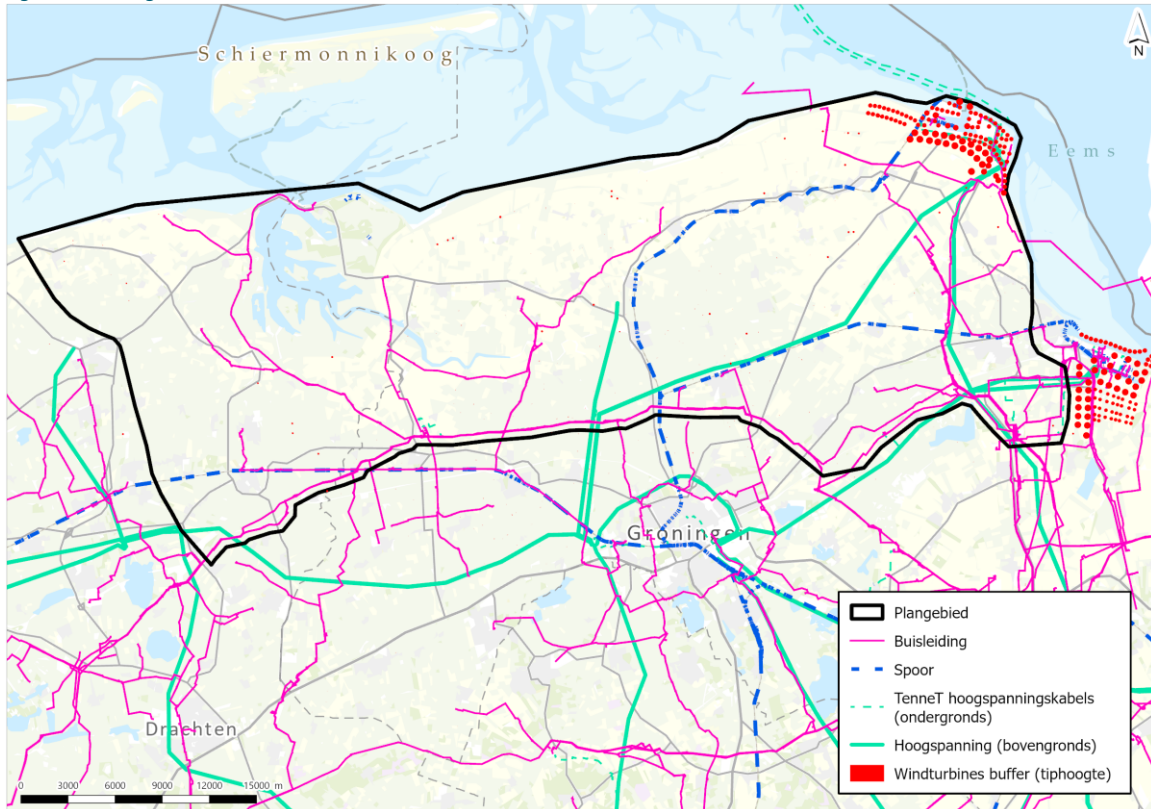 Schiermonnikoog
N
Eems
Groningen
Drachten
0 3000 6000 9000 12000 15000 m
Plangebied
Buisleiding
Spoor
TenneT hoogspanningskabels
(ondergronds)
Hoogspanning (bovengronds)
Windturbines buffer (tiphoogte)